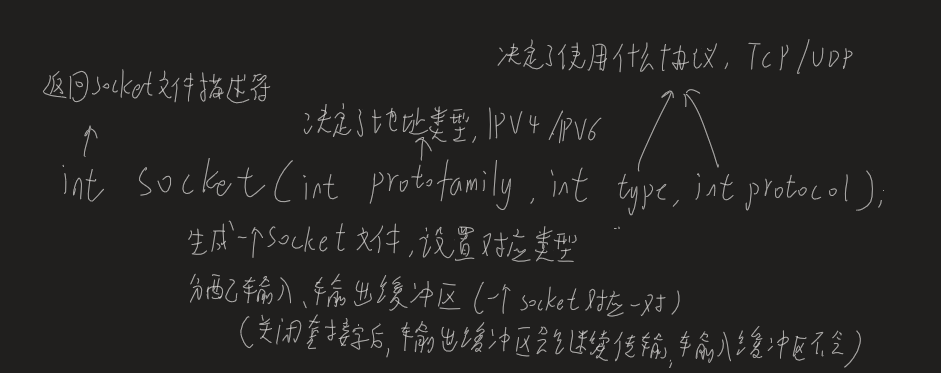 决定了使用什么协议，TCP/UDP
返回socket文件描述符
决定了地址类型，IPV4/IPV6
int socket(int protofamily, int type, int protocol);
生成一个socket文件，设置对应类型
分配了输入、输出缓冲区（一个socket对应一对）
（关闭套接字后，输出缓冲区会继续传输，输入缓冲区不会）